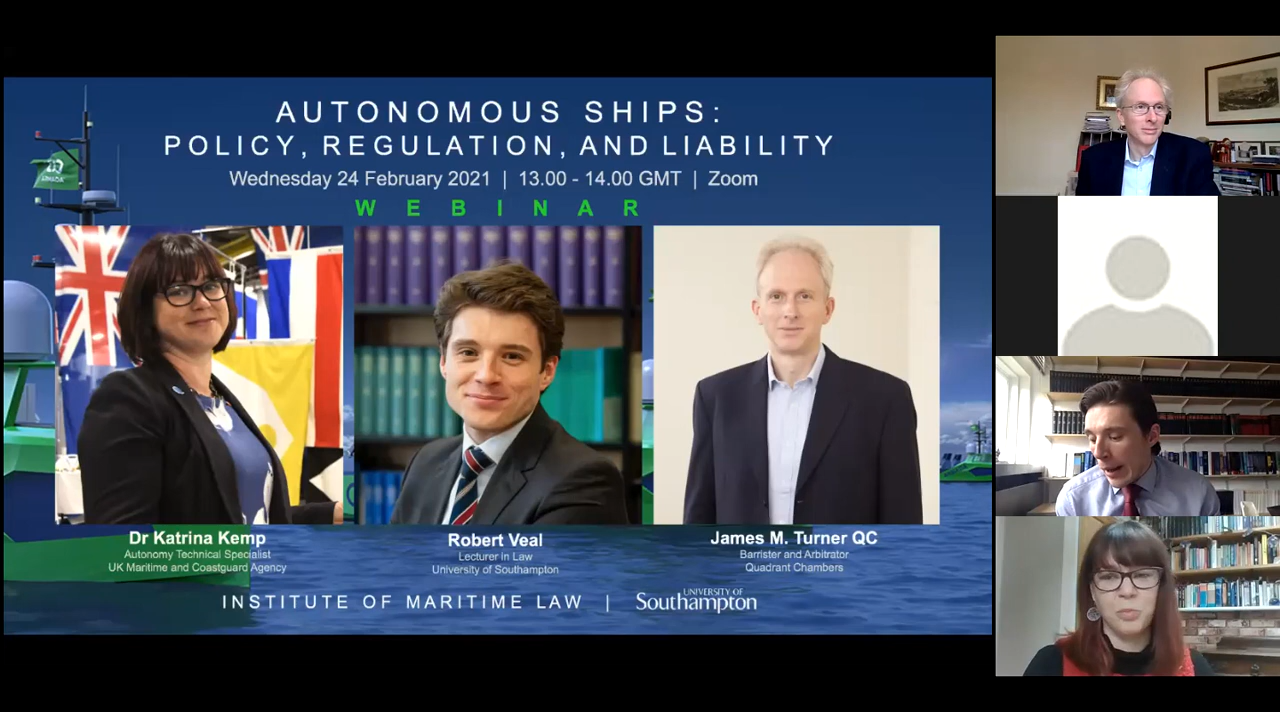 AUTONOMOUS SHIPS:
POLICY, REGULATION, AND LIABILITY
Wednesday 24 February 2021 | 13.00 - 14.00 GMT | Zoom
WEBINAR
Dr Katrina Kemp
Autonomy Technical Specialist
UK Maritime and Coastguard Agency
Robert Veal
Lecturer in Law
University of Southampton
James M. Turner QC
Barrister and Arbitrator
Quadrant Chambers
INSTITUTE OF MARITIME LAW |
UNIVERSITY OF
Southampton